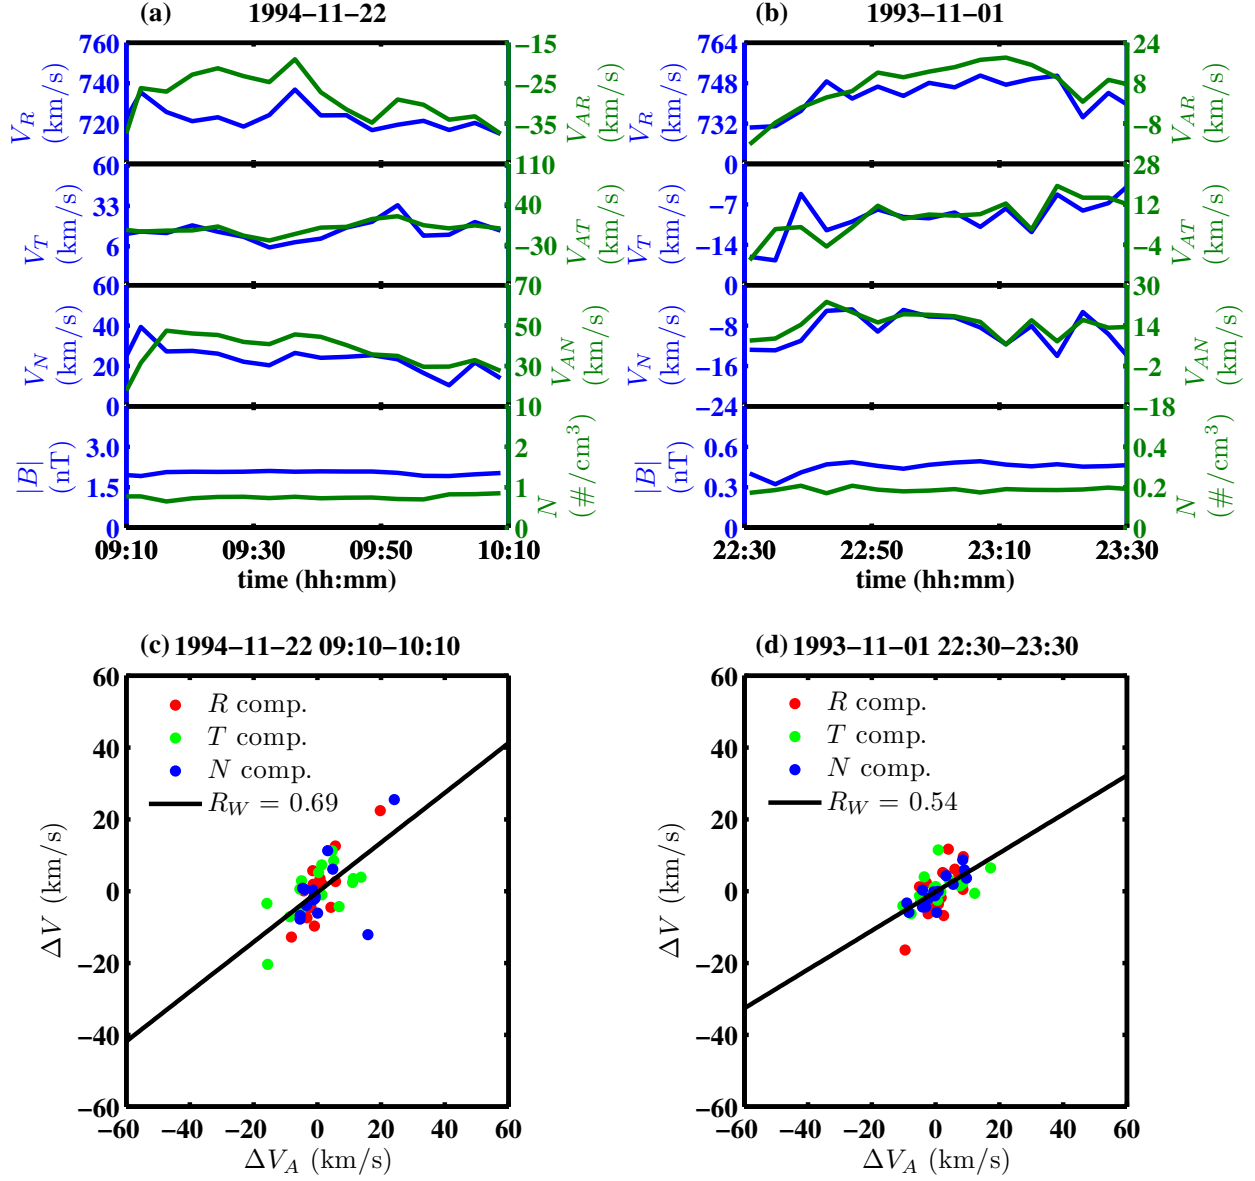 (a) 1994−11−22
760
740
720
V_R (km/s)
−15
−25
−35
V_AR (km/s)
60
33
6
V_T (km/s)
110
40
−30
V_AT (km/s)
60
40
20
0
V_N (km/s)
70
50
30
10
V_AN (km/s)
3.0
1.5
0
|B| (nT)
2
1
0
N (#/cm³)
09:10 09:30 09:50 10:10
time (hh:mm)
(b) 1993−11−01
764
748
732
0
V_R (km/s)
24
8
−8
V_AR (km/s)
−7
−14
0
V_T (km/s)
28
12
−4
V_AT (km/s)
−8
−16
−24
V_N (km/s)
30
14
−2
−18
V_AN (km/s)
0.6
0.3
0
|B| (nT)
0.4
0.2
0
N (#/cm³)
22:30 22:50 23:10 23:30
time (hh:mm)
(c) 1994−11−22 09:10−10:10
60
40
20
0
−20
−40
−60
ΔV (km/s)
R comp.
T comp.
N comp.
R_W = 0.69
−60 −40 −20 0 20 40 60
ΔV_A (km/s)
(d) 1993−11−01 22:30−23:30
60
40
20
0
−20
−40
−60
ΔV (km/s)
R comp.
T comp.
N comp.
R_W = 0.54
−60 −40 −20 0 20 40 60
ΔV_A (km/s)